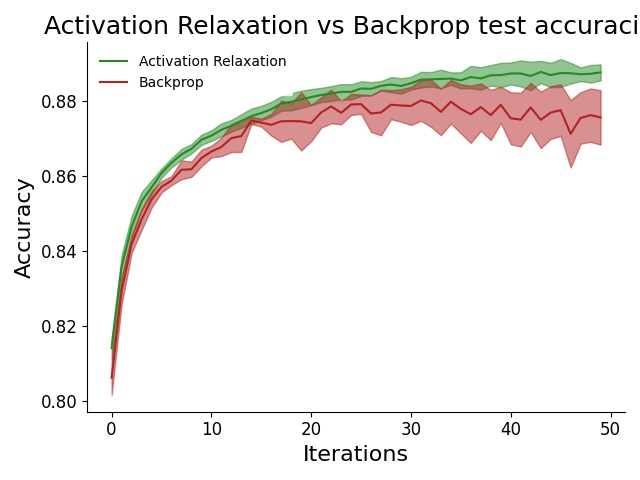 Activation Relaxation vs Backprop test accuraci
Activation Relaxation
Backprop
0.88
0.86
0.84
0.82
0.80
Accuracy
0 10 20 30 40 50
Iterations